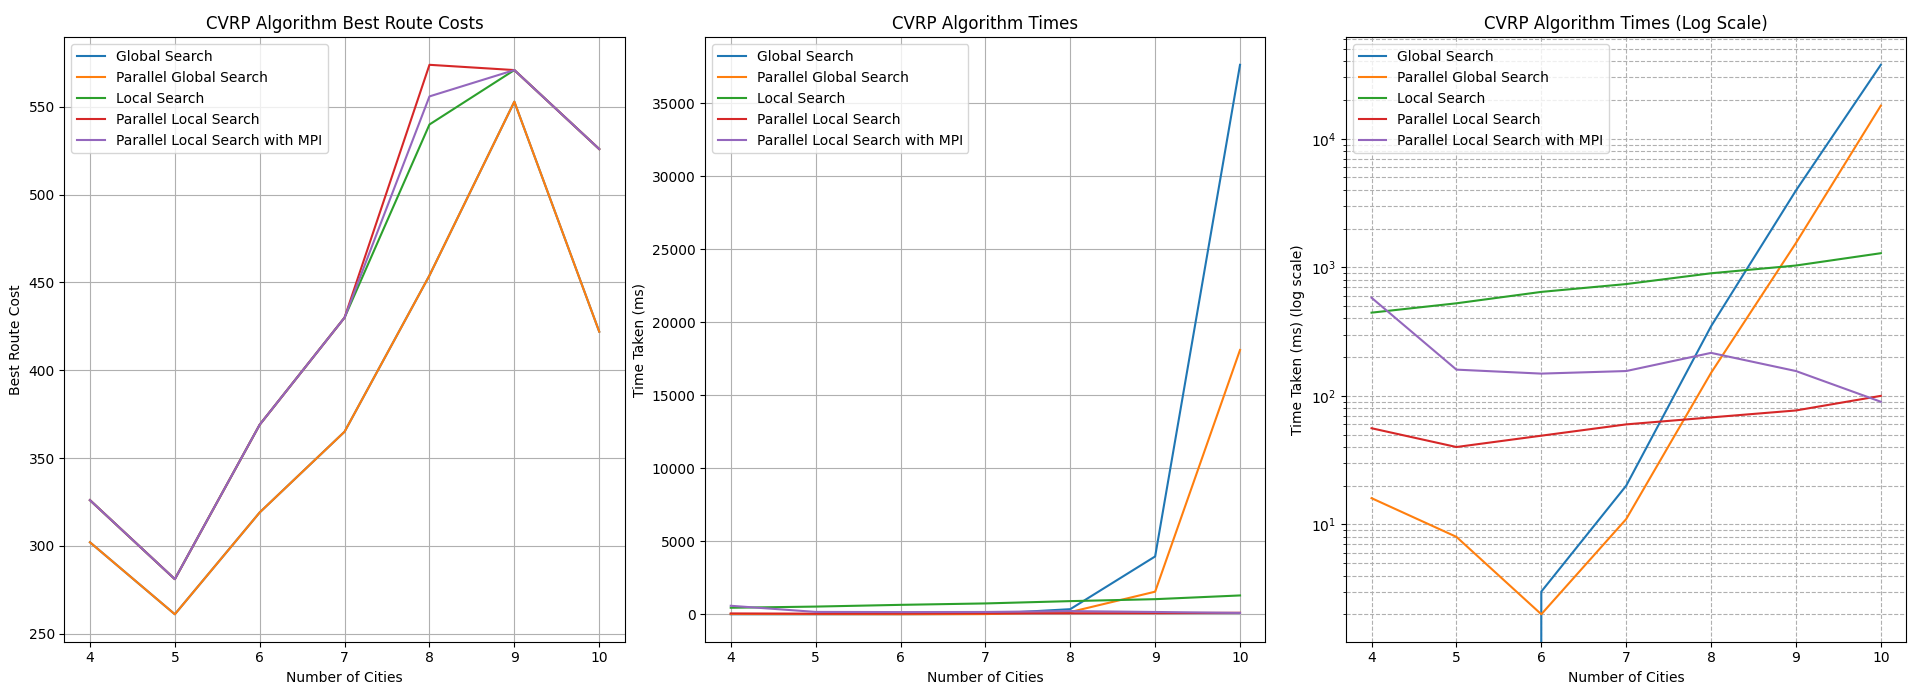 CVRP Algorithm Best Route Costs
Global Search
Parallel Global Search
Local Search
Parallel Local Search
Parallel Local Search with MPI
Best Route Cost
550
500
450
400
350
300
250
4 5 6 7 8 9 10
Number of Cities
CVRP Algorithm Times
Global Search
Parallel Global Search
Local Search
Parallel Local Search
Parallel Local Search with MPI
Time Taken (ms)
35000
30000
25000
20000
15000
10000
5000
0
4 5 6 7 8 9 10
Number of Cities
CVRP Algorithm Times (Log Scale)
Global Search
Parallel Global Search
Local Search
Parallel Local Search
Parallel Local Search with MPI
Time Taken (ms) (log scale)
10⁴
10³
10²
10¹
4 5 6 7 8 9 10
Number of Cities